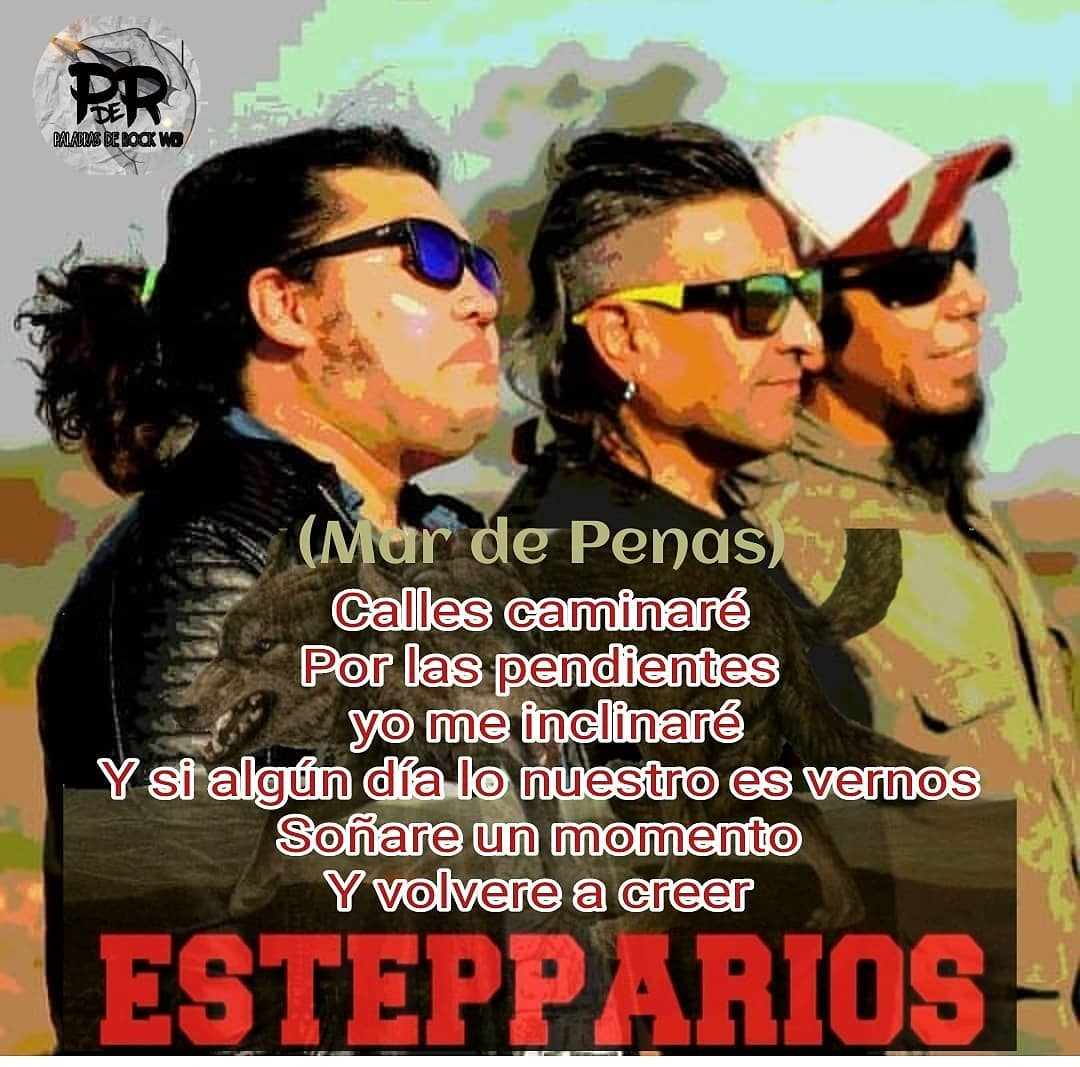 PDER
PALABRAS DE ROCK WEB
(Mar de Penas)
Calles caminaré
Por las pendientes
yo me inclinaré
Y si algún día lo nuestro es vernos
Soñare un momento
Y volvere a creer
ESTEPPARIOS